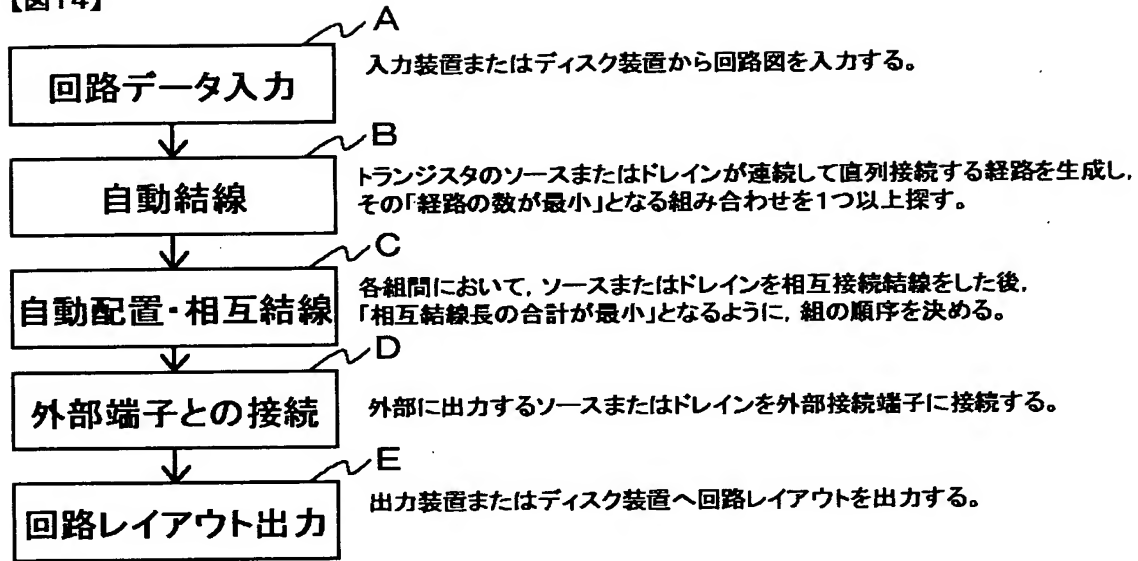 【図14】
A
回路データ入力
入力装置またはディスク装置から回路図を入力する。
B
自動結線
トランジスタのソースまたはドレインが連続して直列接続する経路を生成し,
その「経路の数が最小」となる組み合わせを1つ以上探す。
C
自動配置・相互結線
各組間において, ソースまたはドレインを相互接続結線をした後,
「相互結線長の合計が最小」となるように, 組の順序を決める。
D
外部端子との接続
外部に出力するソースまたはドレインを外部接続端子に接続する。
E
回路レイアウト出力
出力装置またはディスク装置へ回路レイアウトを出力する。